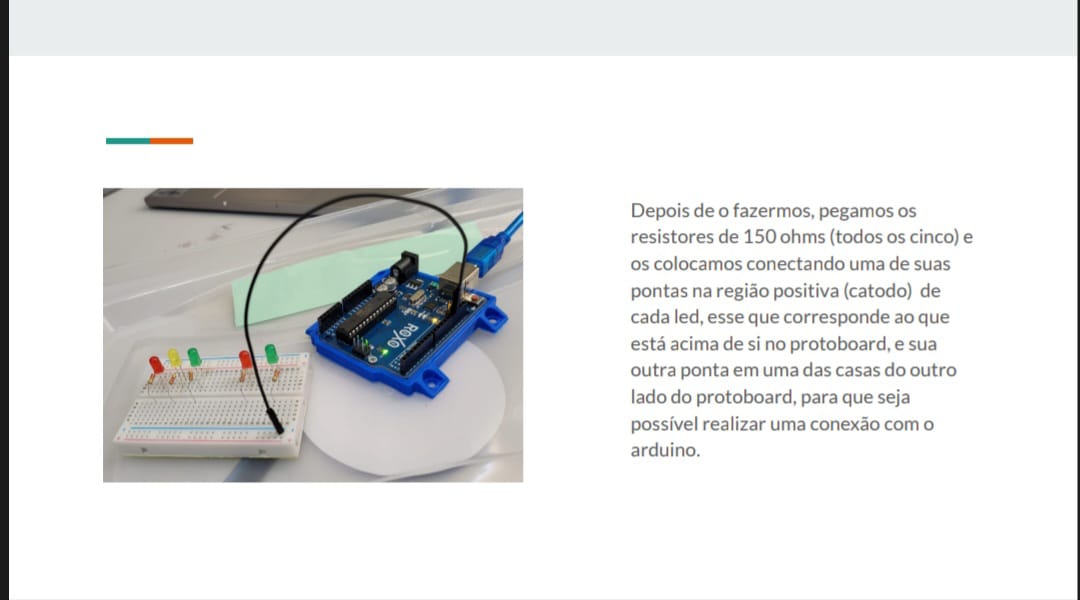 Depois de o fazermos, pegamos os
resistores de 150 ohms (todos os cinco) e
os colocamos conectando uma de suas
pontas na região positiva (catodo) de
cada led, esse que corresponde ao que
está acima de si no protoboard, e sua
outra ponta em uma das casas do outro
lado do protoboard, para que seja
possível realizar uma conexão com o
arduino.